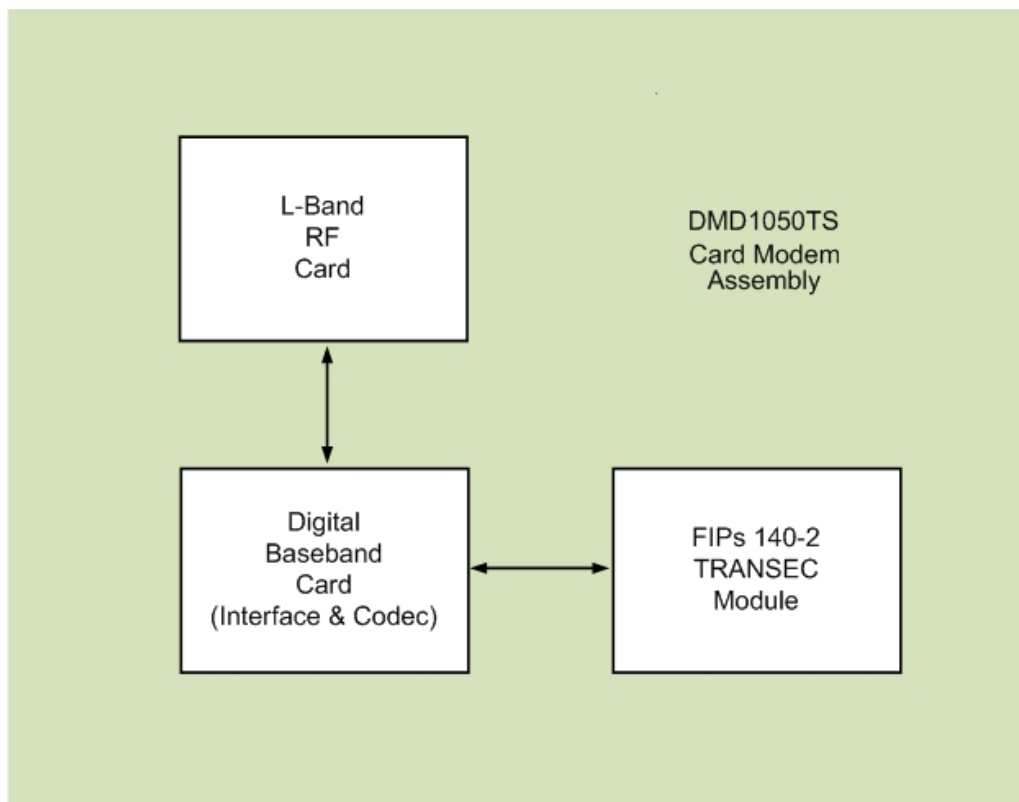 L-Band
RF
Card
DMD1050TS
Card Modem
Assembly
Digital
Baseband
Card
(Interface & Codec)
FIPs 140-2
TRANSEC
Module